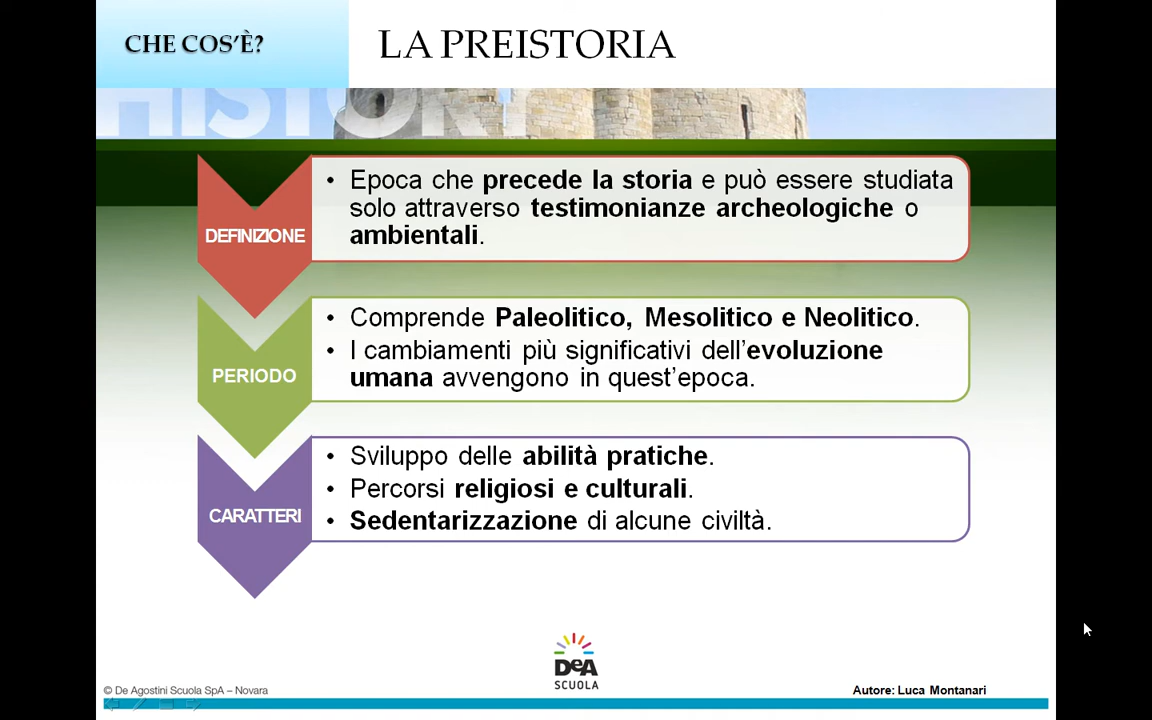 CHE COS'È?
LA PREISTORIA
HISTORY
DEFINIZIONE
• Epoca che precede la storia e può essere studiata
solo attraverso testimonianze archeologiche o
ambientali.
PERIODO
• Comprende Paleolitico, Mesolitico e Neolitico.
• I cambiamenti più significativi dell'evoluzione
umana avvengono in quest'epoca.
CARATTERI
• Sviluppo delle abilità pratiche.
• Percorsi religiosi e culturali.
• Sedentarizzazione di alcune civiltà.
DeA
SCUOLA
© De Agostini Scuola SpA – Novara
Autore: Luca Montanari